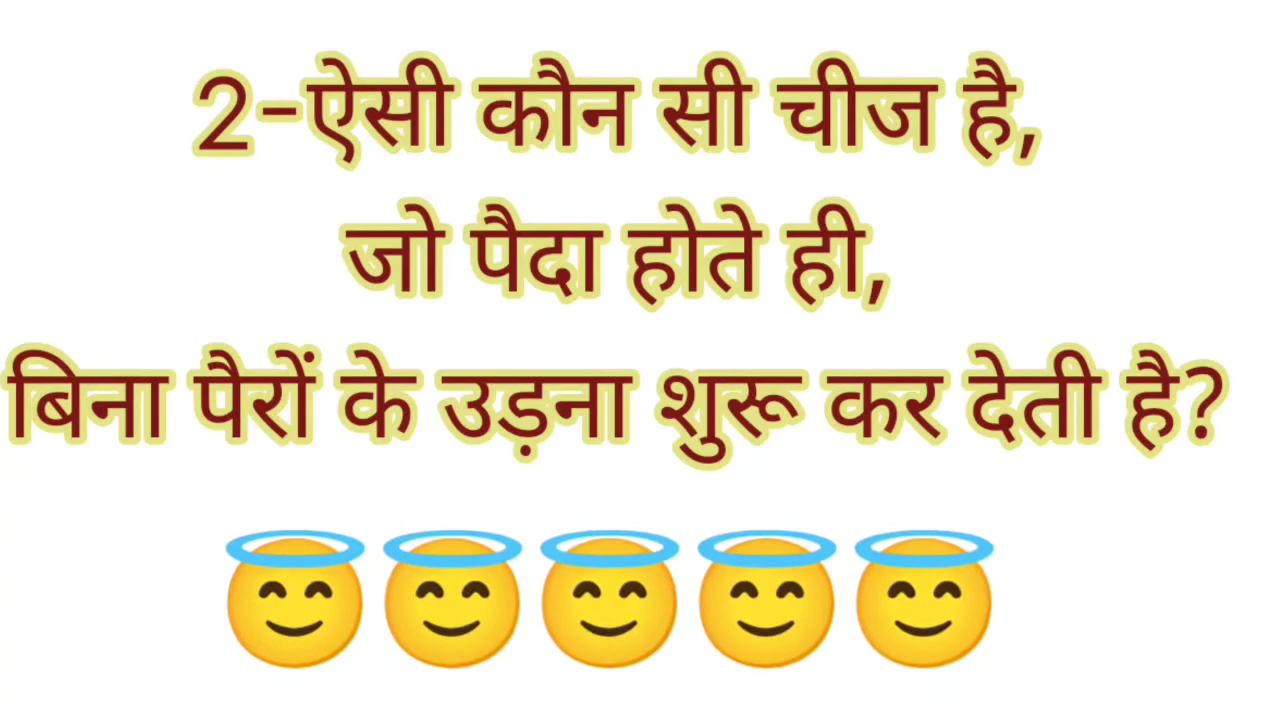 2-ऐसी कौन सी चीज है,
जो पैदा होते ही,
बिना पैरों के उड़ना शुरू कर देती है?